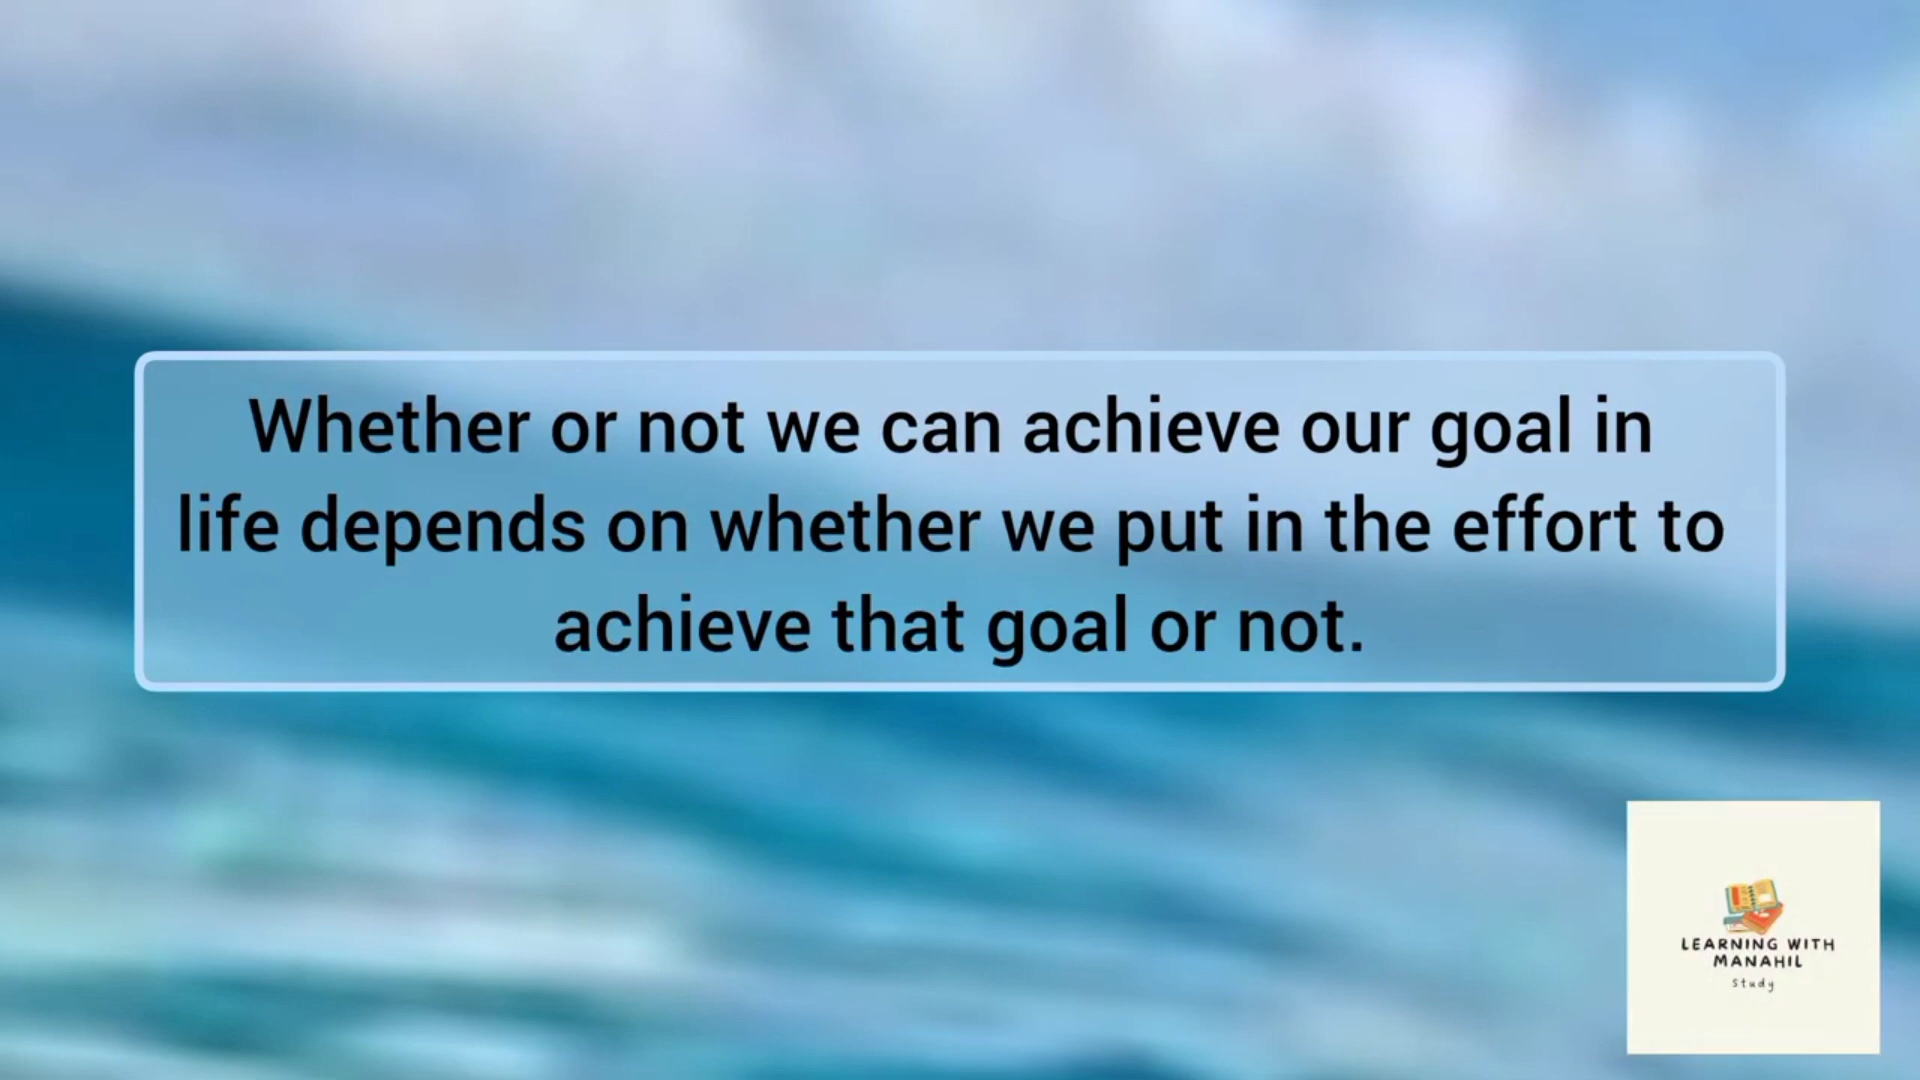 Whether or not we can achieve our goal in
life depends on whether we put in the effort to
achieve that goal or not.
LEARNING WITH
MANAHIL
Study